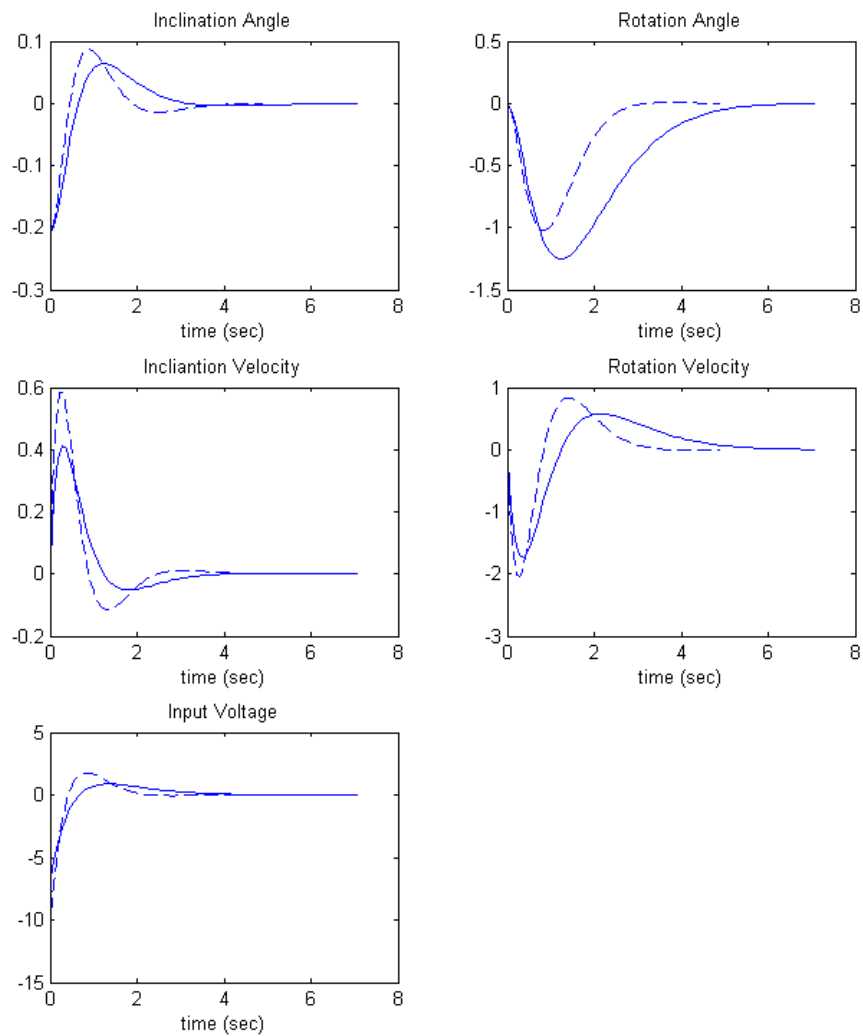 Inclination Angle
0.1
0
-0.1
-0.2
-0.3
0 2 4 6 8
time (sec)
Rotation Angle
0.5
0
-0.5
-1
-1.5
0 2 4 6 8
time (sec)
Incliantion Velocity
0.6
0.4
0.2
0
-0.2
0 2 4 6 8
time (sec)
Rotation Velocity
1
0
-1
-2
-3
0 2 4 6 8
time (sec)
Input Voltage
5
0
-5
-10
-15
0 2 4 6 8
time (sec)